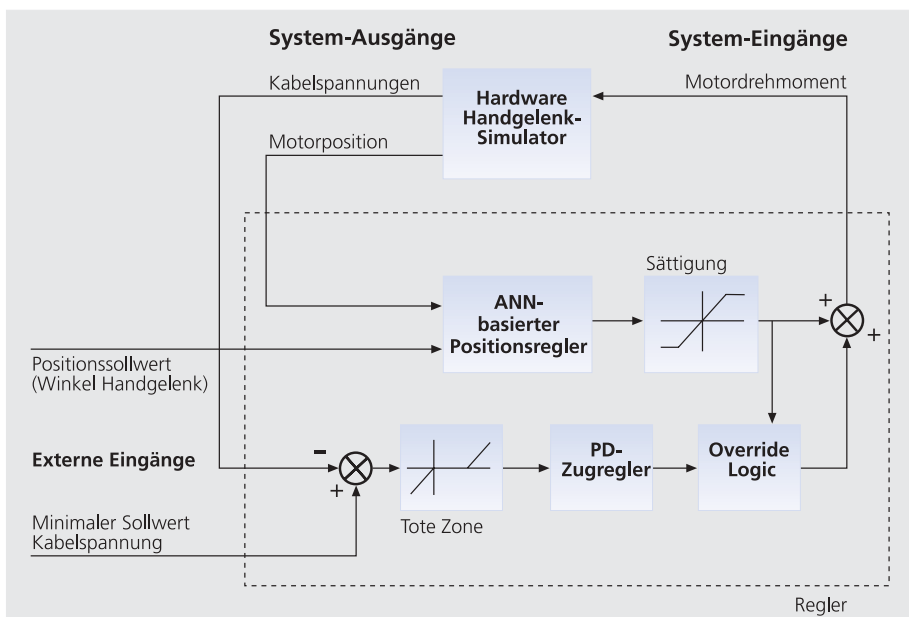 System-Ausgänge
System-Eingänge
Kabelspannungen
Motordrehmoment
Hardware
Handgelenk-
Simulator
Motorposition
Sättigung
ANN-
basierter
Positionsregler
+
+
Positionssollwert
(Winkel Handgelenk)
Externe Eingänge
-
+
PD-
Zugregler
Override
Logic
Minimaler Sollwert
Kabelspannung
Tote Zone
Regler